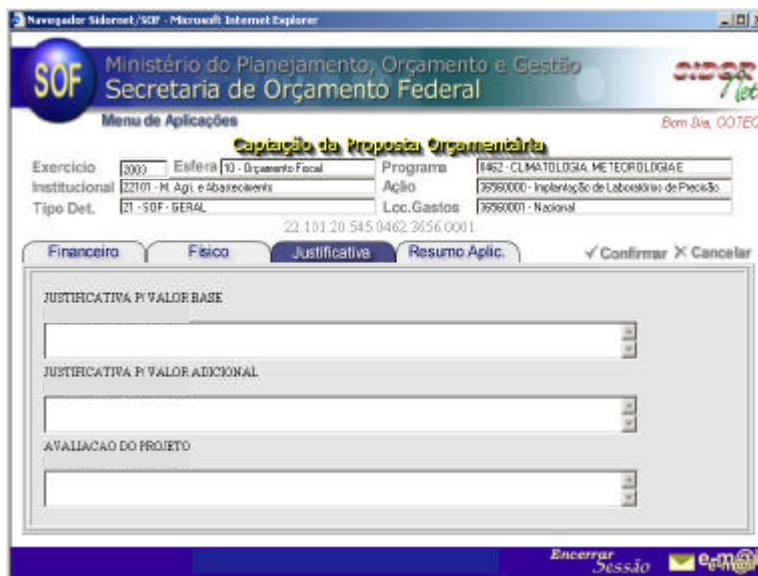 Navegador Sidornet/SOF - Microsoft Internet Explorer
SOF
Ministério do Planejamento, Orçamento e Gestão
Secretaria de Orçamento Federal
SIDOR
Net
Menu de Aplicações
Bom Dia, COTEC
Captação da Proposta Orçamentária
Exercício 2003 Esfera 10 - Orçamento Fiscal Programa 0462 - CLIMATOLOGIA, METEOROLOGIA E
Institucional 22101 - M. Agri. e Abastecimento Ação 36560000 - Implantação de Laboratórios de Precisão
Tipo Det. 21 - SOF - GERAL Loc.Gastos 36560001 - Nacional
22.101.20.545.0462.3656.0001
Financeiro Físico Justificativa Resumo Aplic. Confirmar Cancelar
JUSTIFICATIVA P/ VALOR BASE
JUSTIFICATIVA P/ VALOR ADICIONAL
AVALIACAO DO PROJETO
Encerrar
Sessão